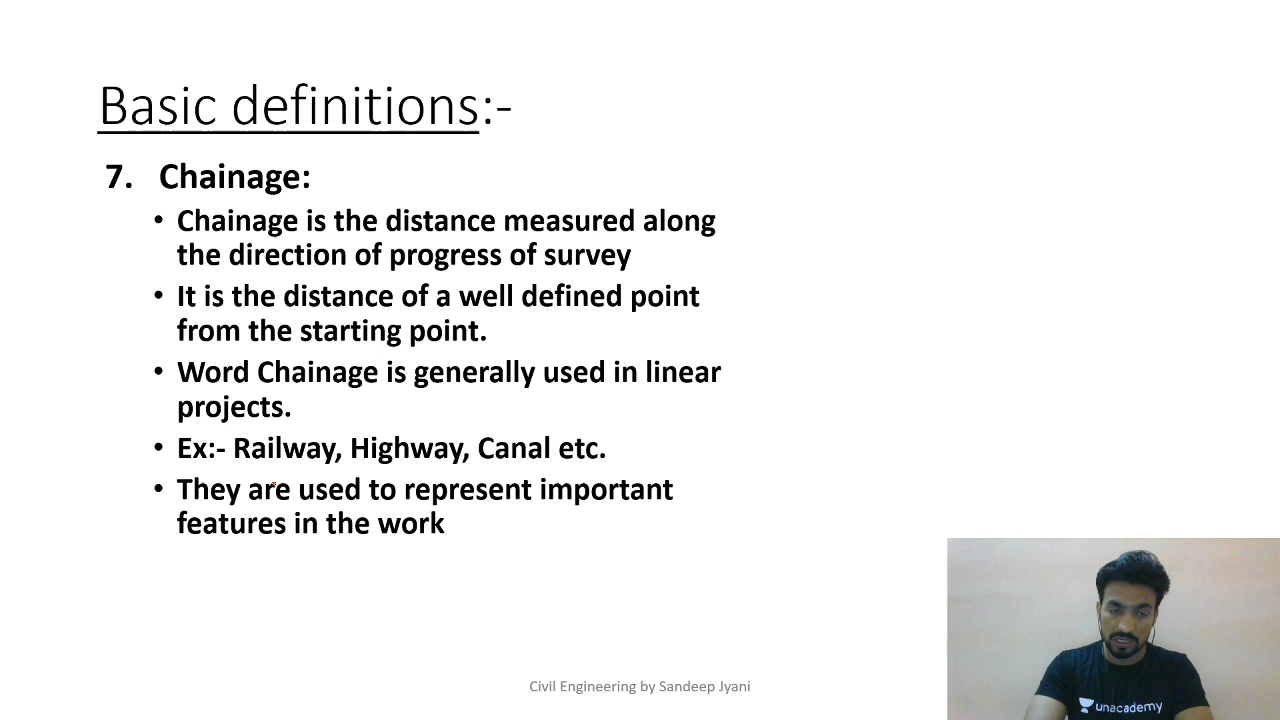 Basic definitions:-
7. Chainage:
• Chainage is the distance measured along
the direction of progress of survey
• It is the distance of a well defined point
from the starting point.
• Word Chainage is generally used in linear
projects.
• Ex:- Railway, Highway, Canal etc.
• They are used to represent important
features in the work
Civil Engineering by Sandeep Jyani
unacademy